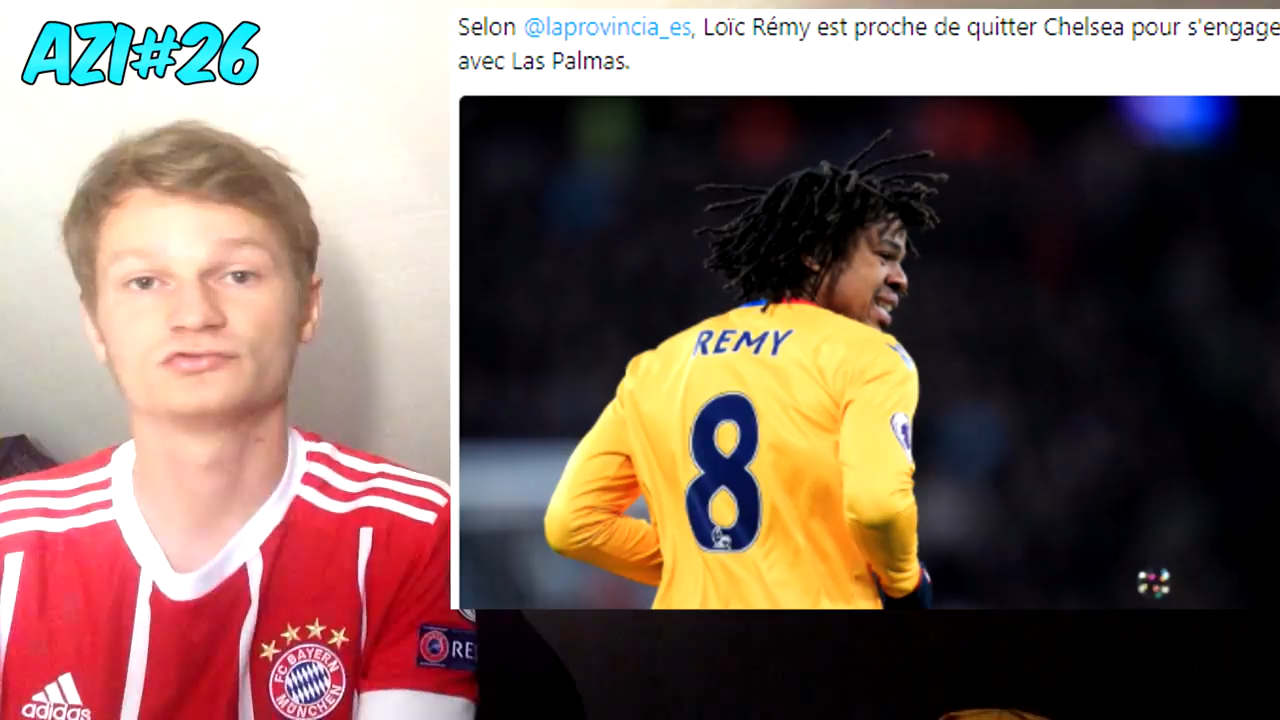 AZI#26
Selon @laprovincia_es, Loïc Rémy est proche de quitter Chelsea pour s'engage
avec Las Palmas.
REMY
8
FC BAYERN
MÜNCHEN
adidas
RE